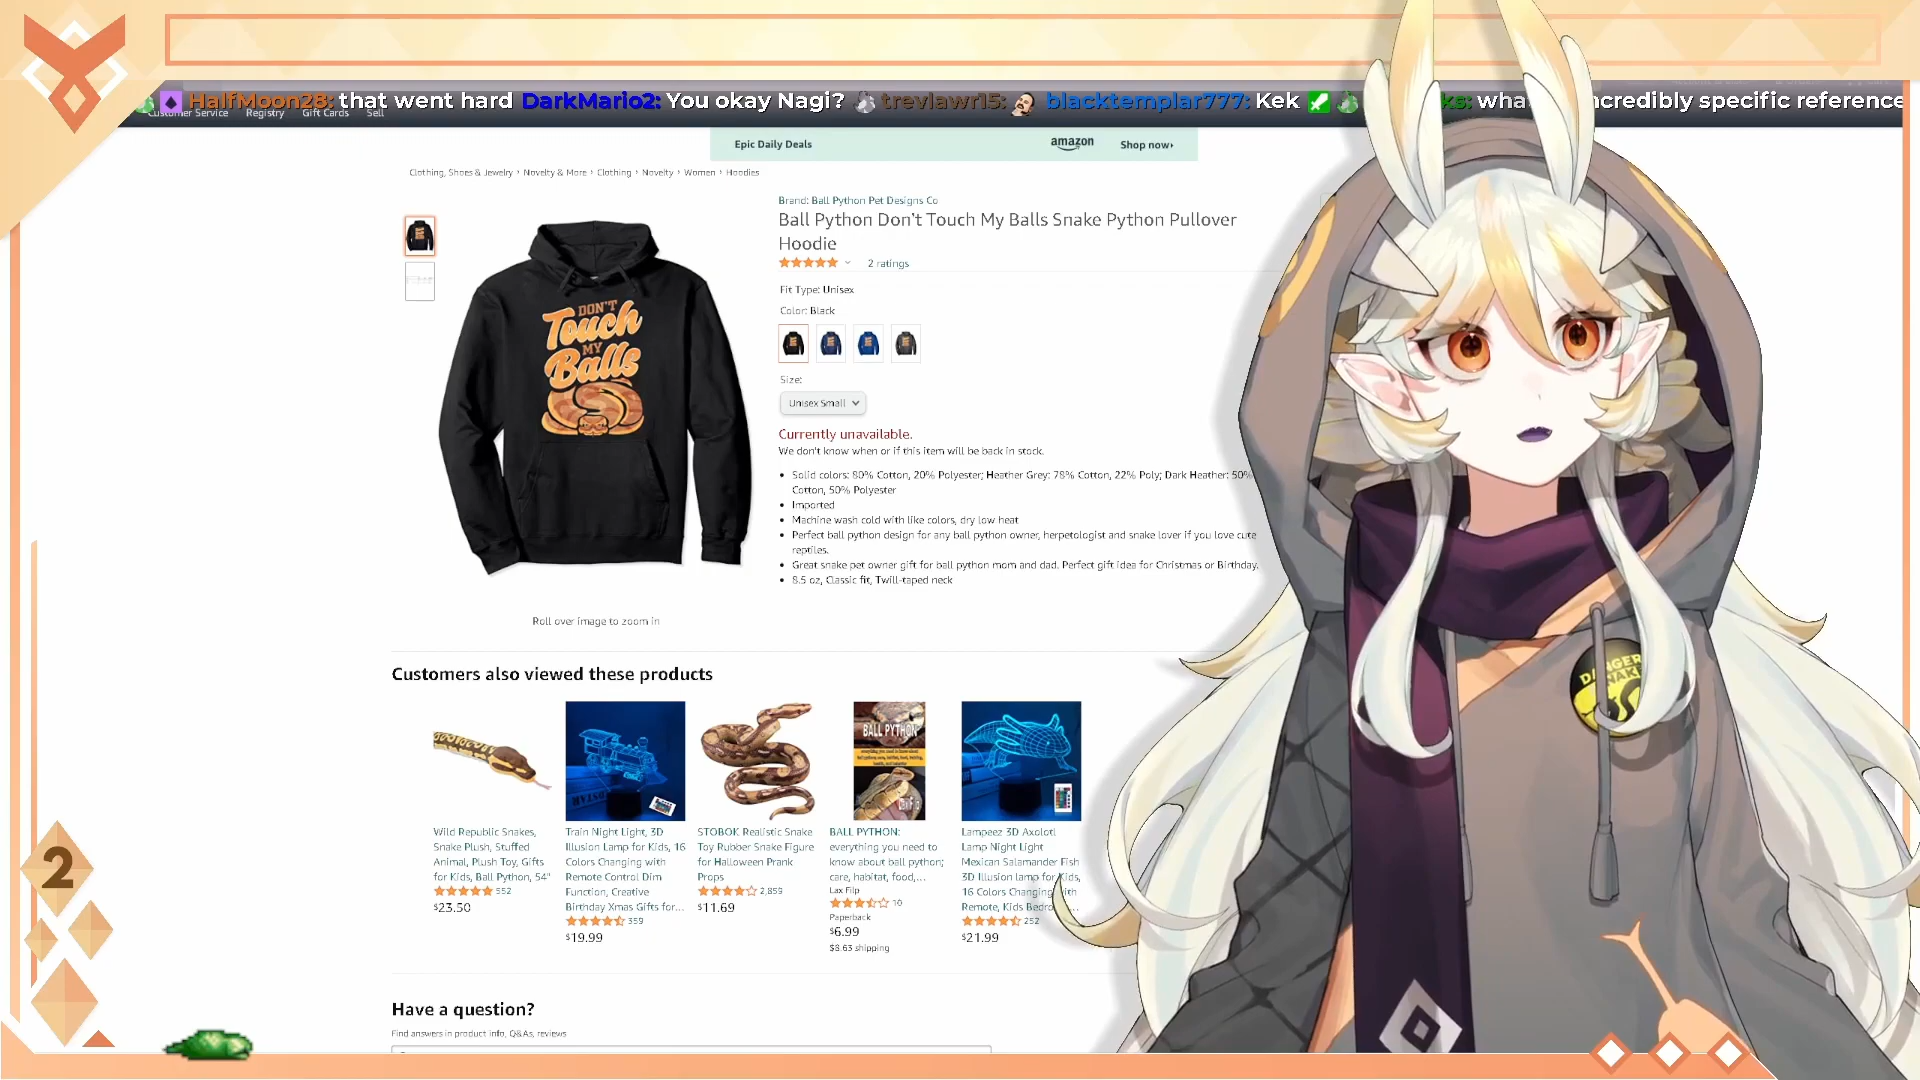 HalfMoon28: that went hard DarkMario2: You okay Nagi? trevlawr15: blacktemplar777: Kek ks: what incredibly specific reference
Customer Service Registry Gift Cards Sell
Epic Daily Deals amazon Shop now›
Clothing, Shoes & Jewelry › Novelty & More › Clothing › Novelty › Women › Hoodies
Brand: Ball Python Pet Designs Co
Ball Python Don't Touch My Balls Snake Python Pullover
Hoodie
2 ratings
Fit Type: Unisex
Color: Black
Size:
Unisex Small
Currently unavailable.
We don't know when or if this item will be back in stock.
• Solid colors: 80% Cotton, 20% Polyester; Heather Grey: 78% Cotton, 22% Poly; Dark Heather: 50%
Cotton, 50% Polyester
• Imported
• Machine wash cold with like colors, dry low heat
• Perfect ball python design for any ball python owner, herpetologist and snake lover if you love cute
reptiles.
• Great snake pet owner gift for ball python mom and dad. Perfect gift idea for Christmas or Birthday.
• 8.5 oz, Classic fit, Twill-taped neck
DON'T
Touch
MY
Balls
Roll over image to zoom in
DANGER
Customers also viewed these products
BALL PYTHON
Wild Republic Snakes,
Snake Plush, Stuffed
Animal, Plush Toy, Gifts
for Kids, Ball Python, 54"
552
$23.50
Train Night Light, 3D
Illusion Lamp for Kids, 16
Colors Changing with
Remote Control Dim
Function, Creative
Birthday Xmas Gifts for...
359
$19.99
STOBOK Realistic Snake
Toy Rubber Snake Figure
for Halloween Prank
Props
2,859
$11.69
BALL PYTHON:
everything you need to
know about ball python;
care, habitat, food,...
Lax Filp
10
Paperback
$6.99
$8.63 shipping
Lampeez 3D Axolotl
Lamp Night Light
Mexican Salamander Fish
3D Illusion lamp for Kids,
16 Colors Changing with
Remote, Kids Bedro...
252
$21.99
2
Have a question?
Find answers in product info, Q&As, reviews